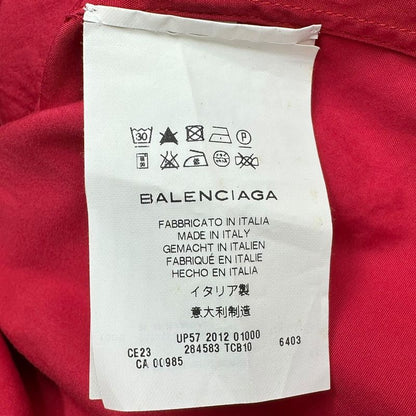 30 P
BALENCIAGA
FABBRICATO IN ITALIA
MADE IN ITALY
GEMACHT IN ITALIEN
FABRIQUÉ EN ITALIE
HECHO EN ITALIA
イタリア製
意大利制造
UP57 2012 01000
CE23 284583 TCB10 6403
CA 00985